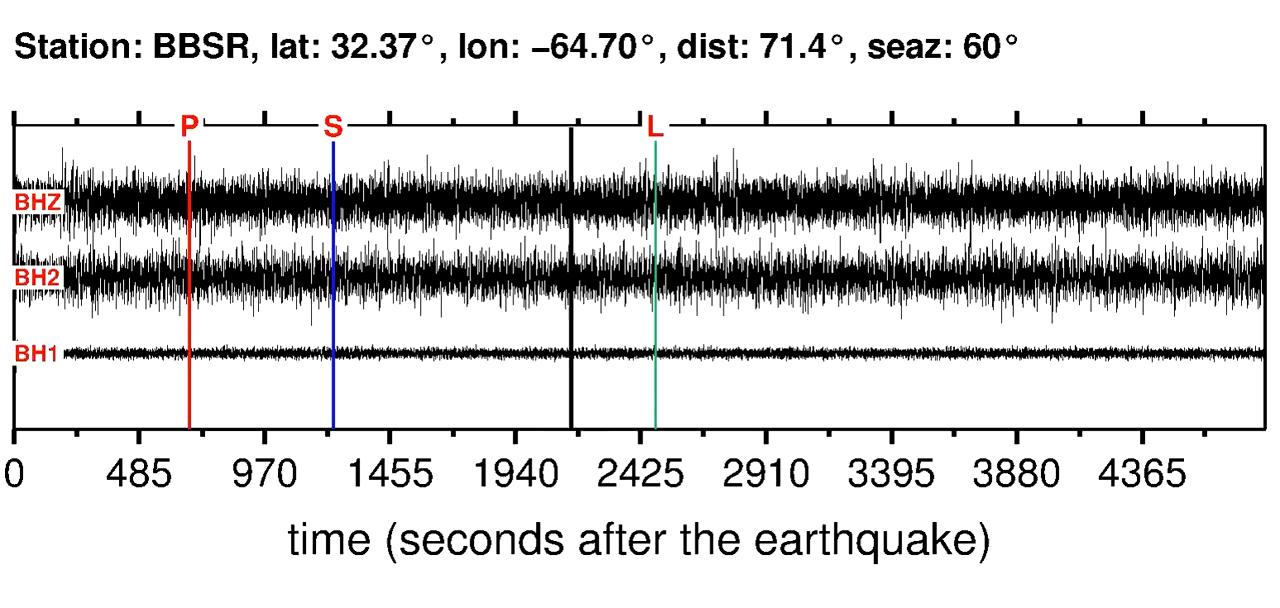 Station: BBSR, lat: 32.37°, lon: −64.70°, dist: 71.4°, seaz: 60°
P S L
BHZ
BH2
BH1
0 485 970 1455 1940 2425 2910 3395 3880 4365
time (seconds after the earthquake)